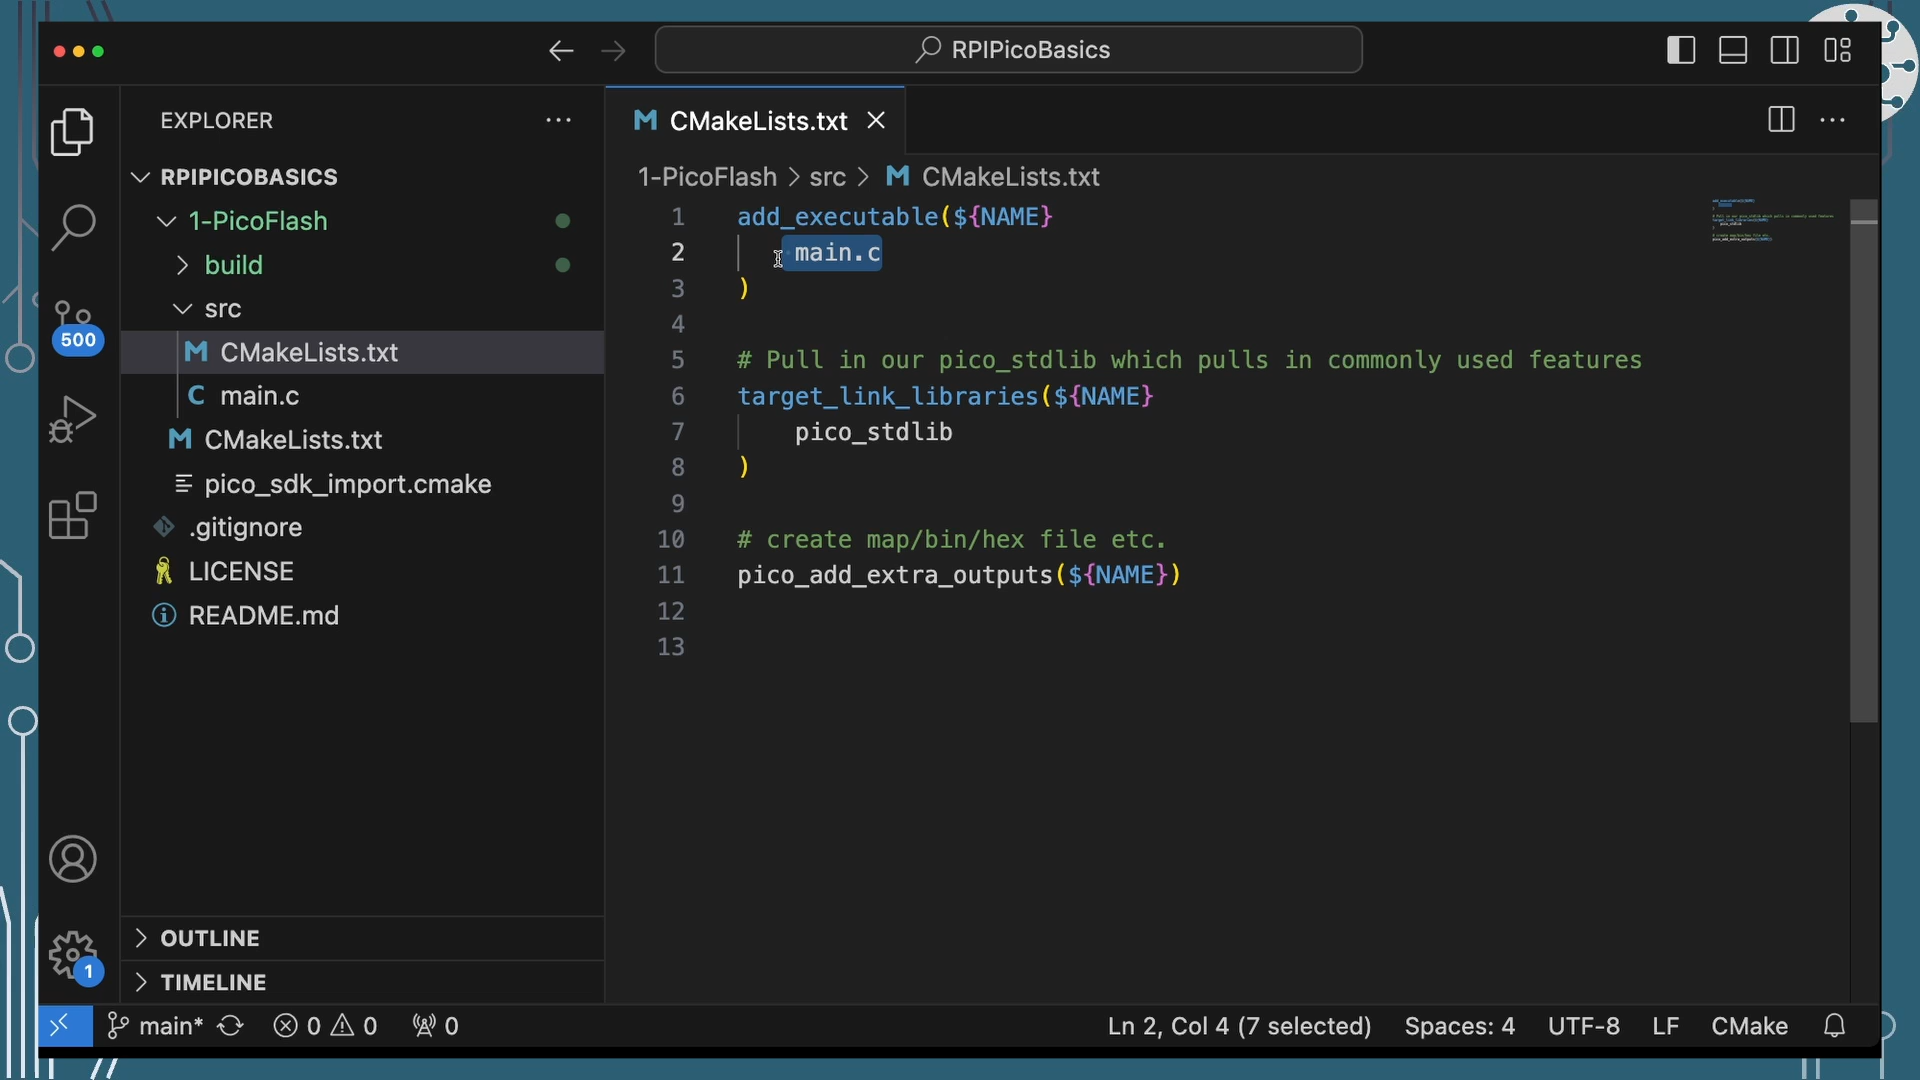 RPIPicoBasics
EXPLORER
RPIPICOBASICS
1-PicoFlash
build
src
CMakeLists.txt
main.c
CMakeLists.txt
pico_sdk_import.cmake
.gitignore
LICENSE
README.md
OUTLINE
TIMELINE
500
1
CMakeLists.txt
1-PicoFlash > src > CMakeLists.txt
1 add_executable(${NAME}
2 main.c
3 )
4
5 # Pull in our pico_stdlib which pulls in commonly used features
6 target_link_libraries(${NAME}
7 pico_stdlib
8 )
9
10 # create map/bin/hex file etc.
11 pico_add_extra_outputs(${NAME})
12
13
main* 0 0 0 Ln 2, Col 4 (7 selected) Spaces: 4 UTF-8 LF CMake